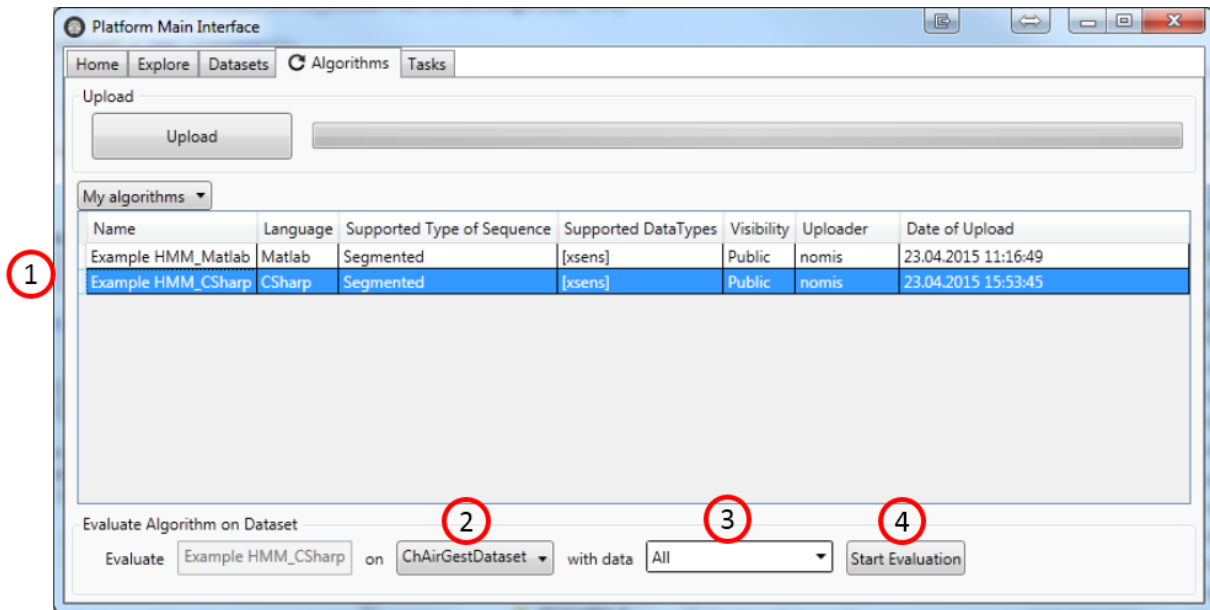 Platform Main Interface
Home Explore Datasets Algorithms Tasks
Upload
Upload
My algorithms
Name Language Supported Type of Sequence Supported DataTypes Visibility Uploader Date of Upload
Example HMM_Matlab Matlab Segmented [xsens] Public nomis 23.04.2015 11:16:49
1
Example HMM_CSharp CSharp Segmented [xsens] Public nomis 23.04.2015 15:53:45
2 3 4
Evaluate Algorithm on Dataset
Evaluate Example HMM_CSharp on ChAirGestDataset with data All Start Evaluation